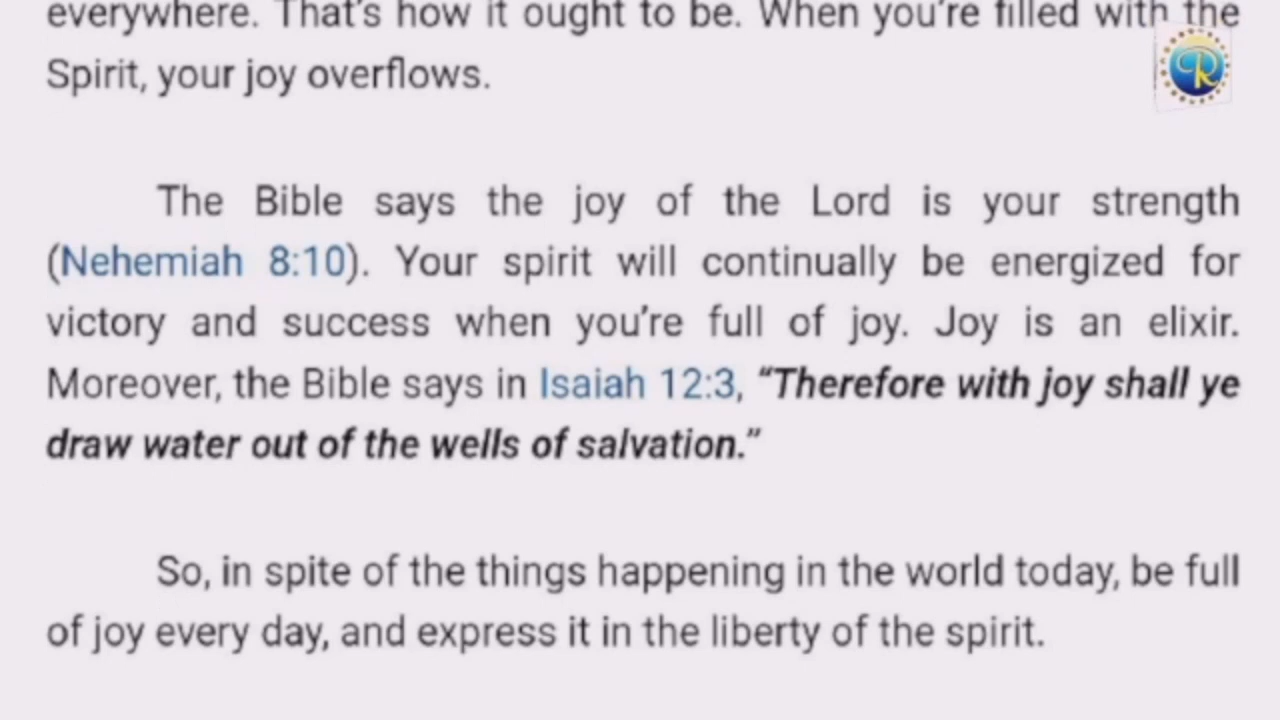 everywhere. That's how it ought to be. When you're filled with the
Spirit, your joy overflows.
The Bible says the joy of the Lord is your strength
(Nehemiah 8:10). Your spirit will continually be energized for
victory and success when you're full of joy. Joy is an elixir.
Moreover, the Bible says in Isaiah 12:3, “Therefore with joy shall ye
draw water out of the wells of salvation.”
So, in spite of the things happening in the world today, be full
of joy every day, and express it in the liberty of the spirit.